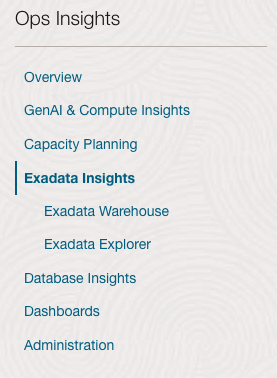 Ops Insights
Overview
GenAI & Compute Insights
Capacity Planning
Exadata Insights
Exadata Warehouse
Exadata Explorer
Database Insights
Dashboards
Administration